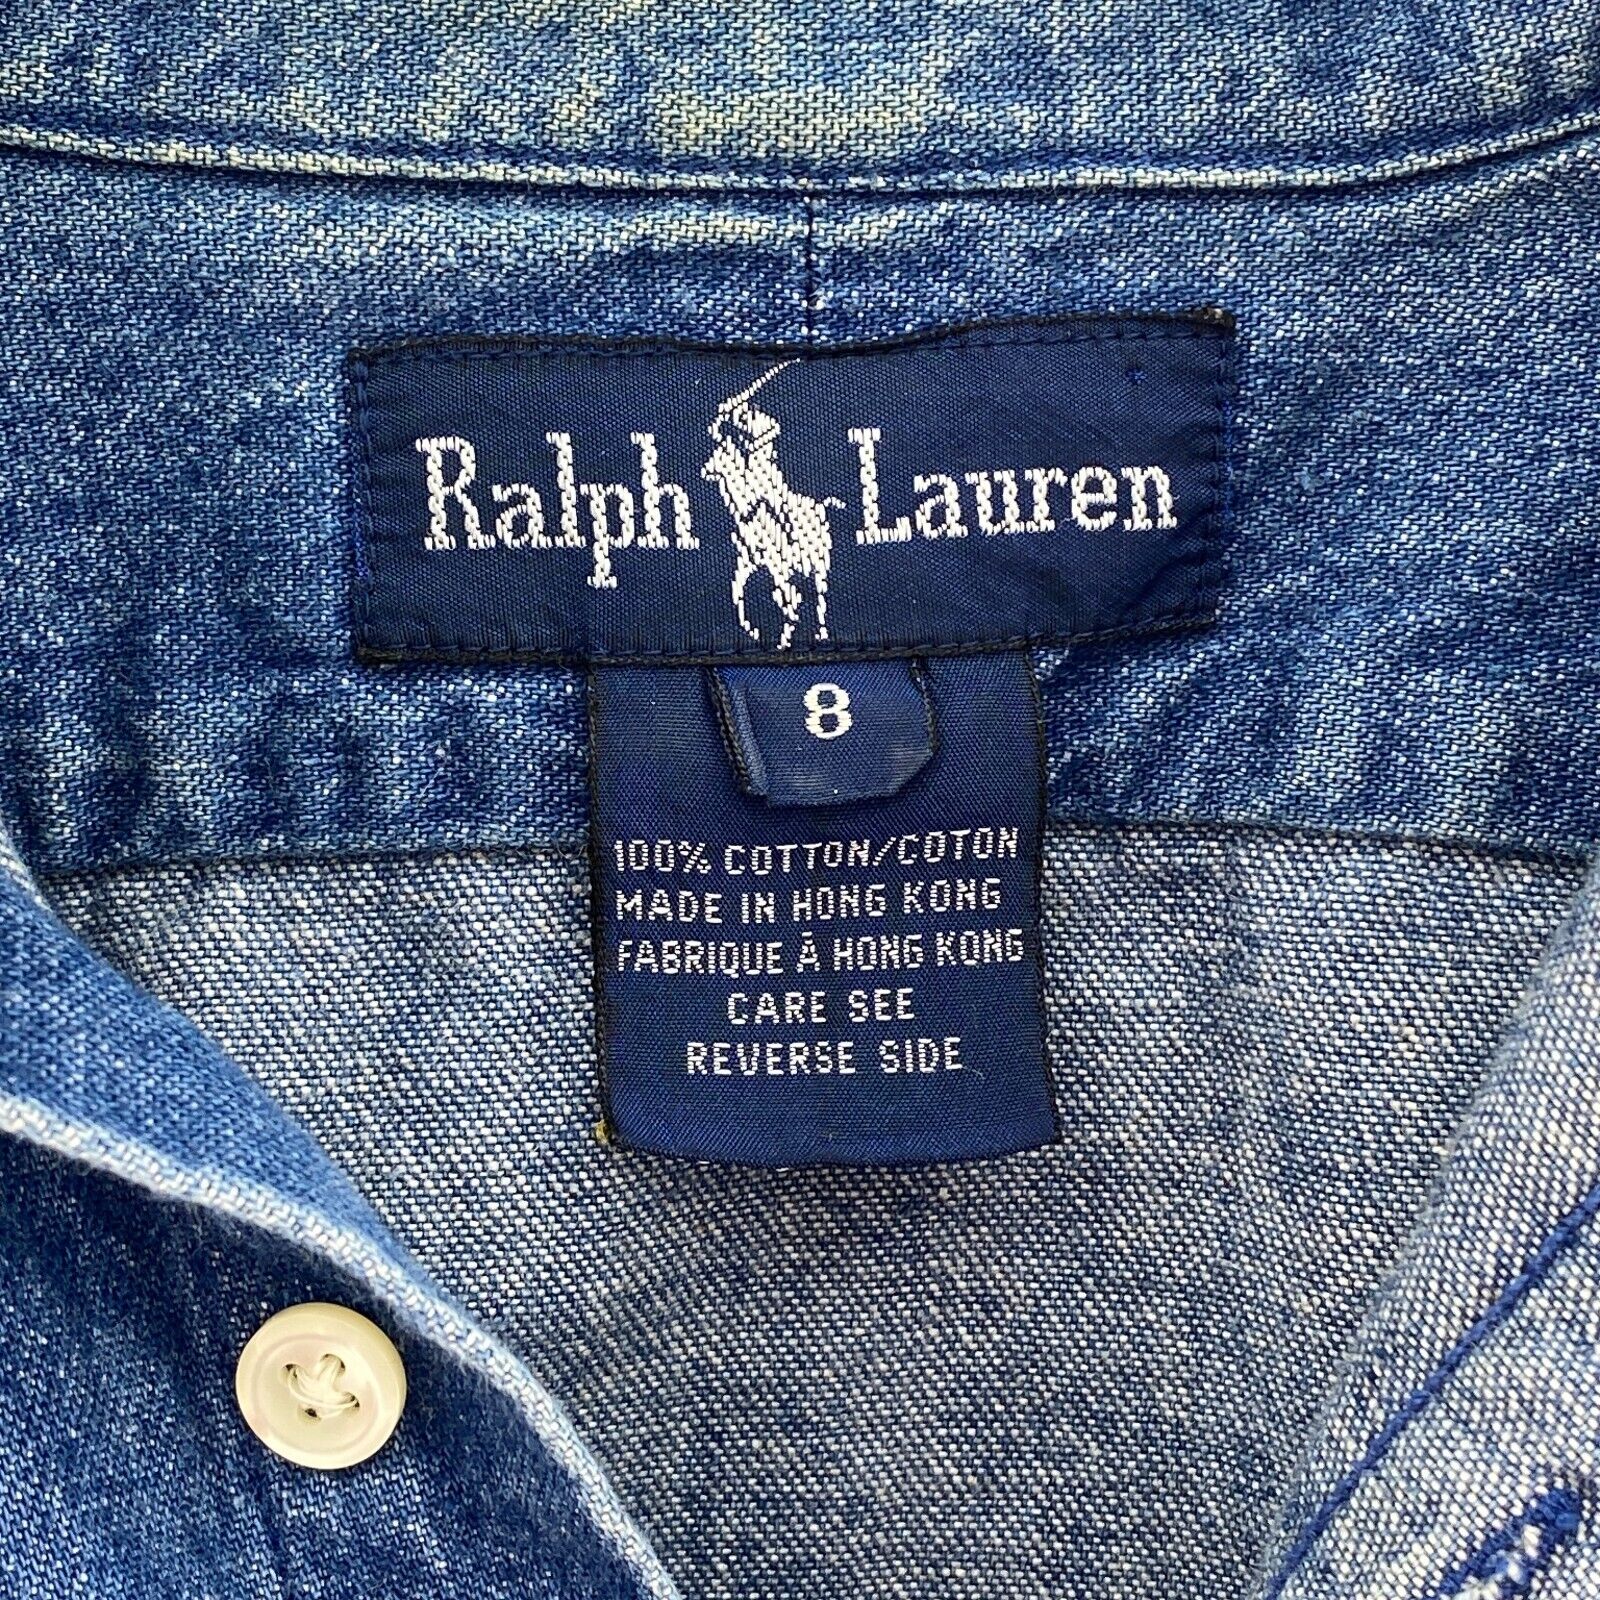 Ralph Lauren
8
100% COTTON/COTON
MADE IN HONG KONG
FABRIQUE À HONG KONG
CARE SEE
REVERSE SIDE